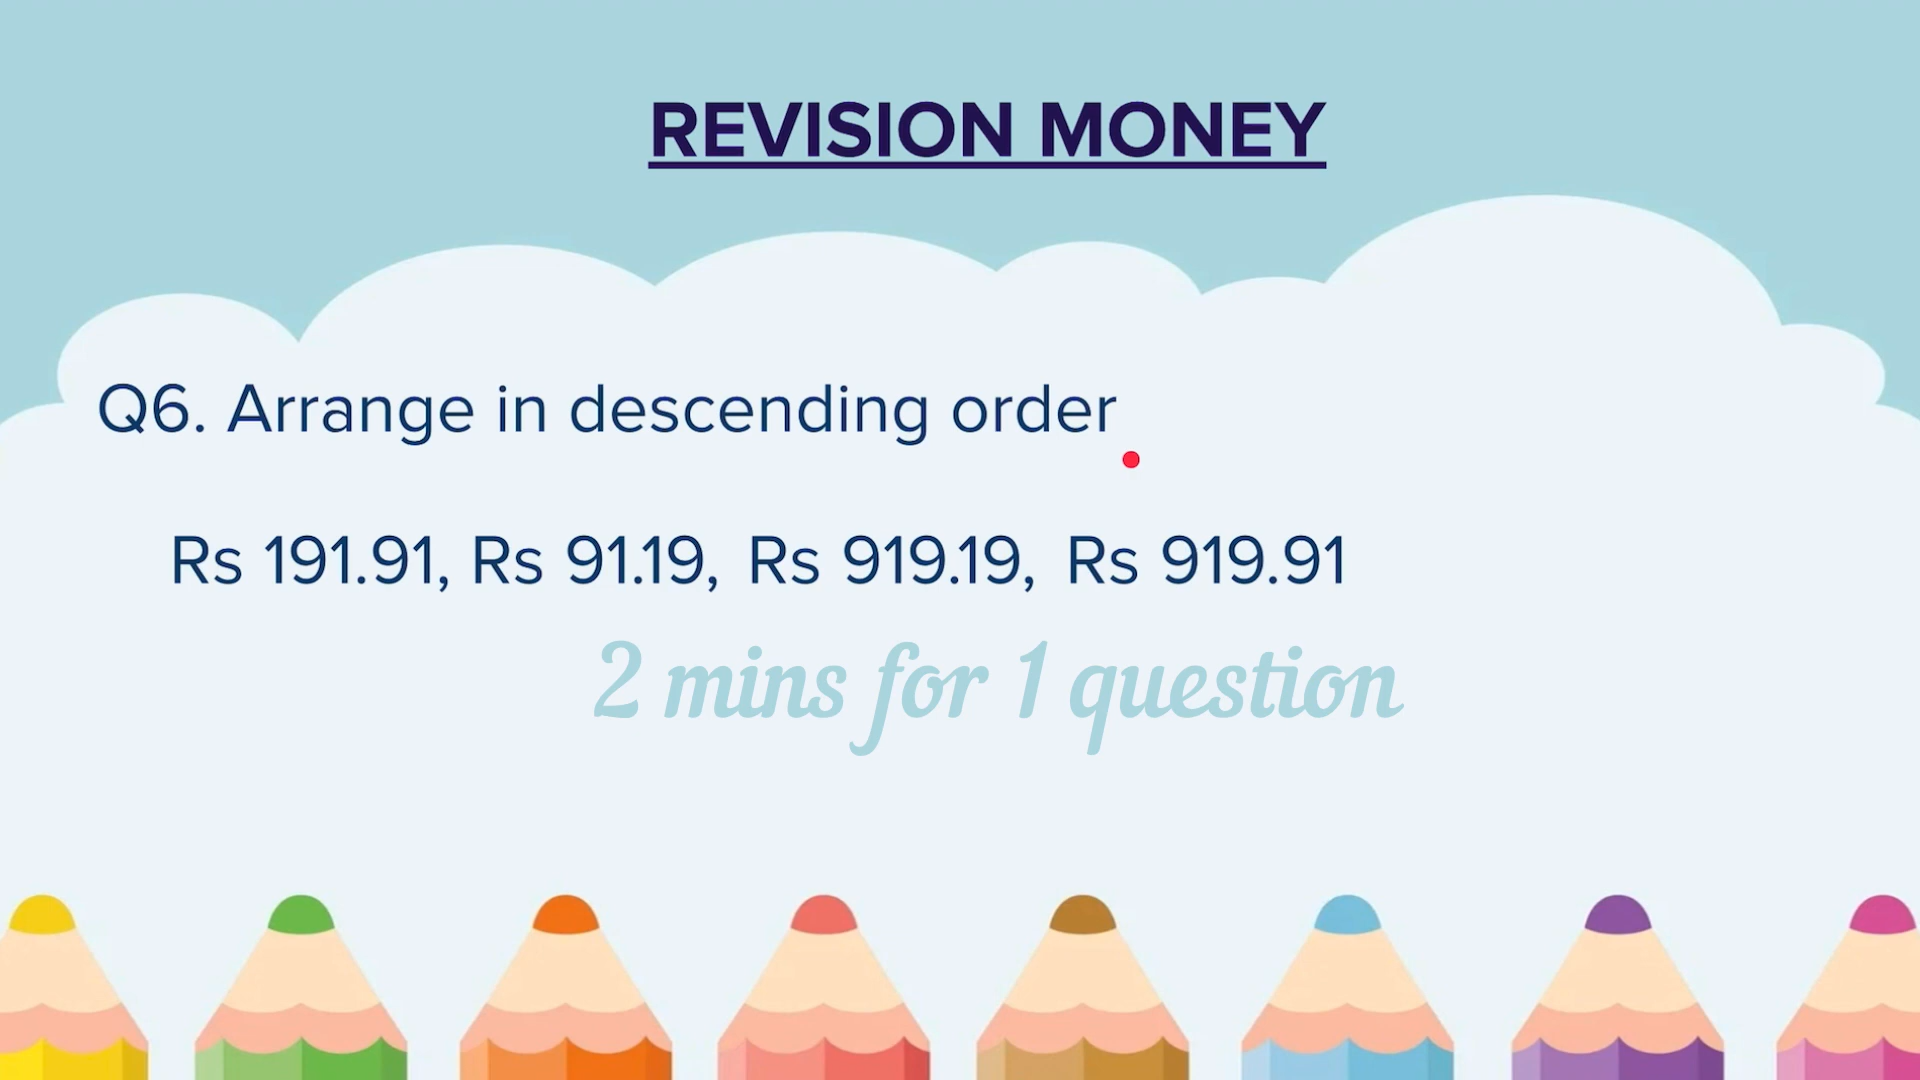 REVISION MONEY
Q6. Arrange in descending order
Rs 191.91, Rs 91.19, Rs 919.19, Rs 919.91
2 mins for 1 question